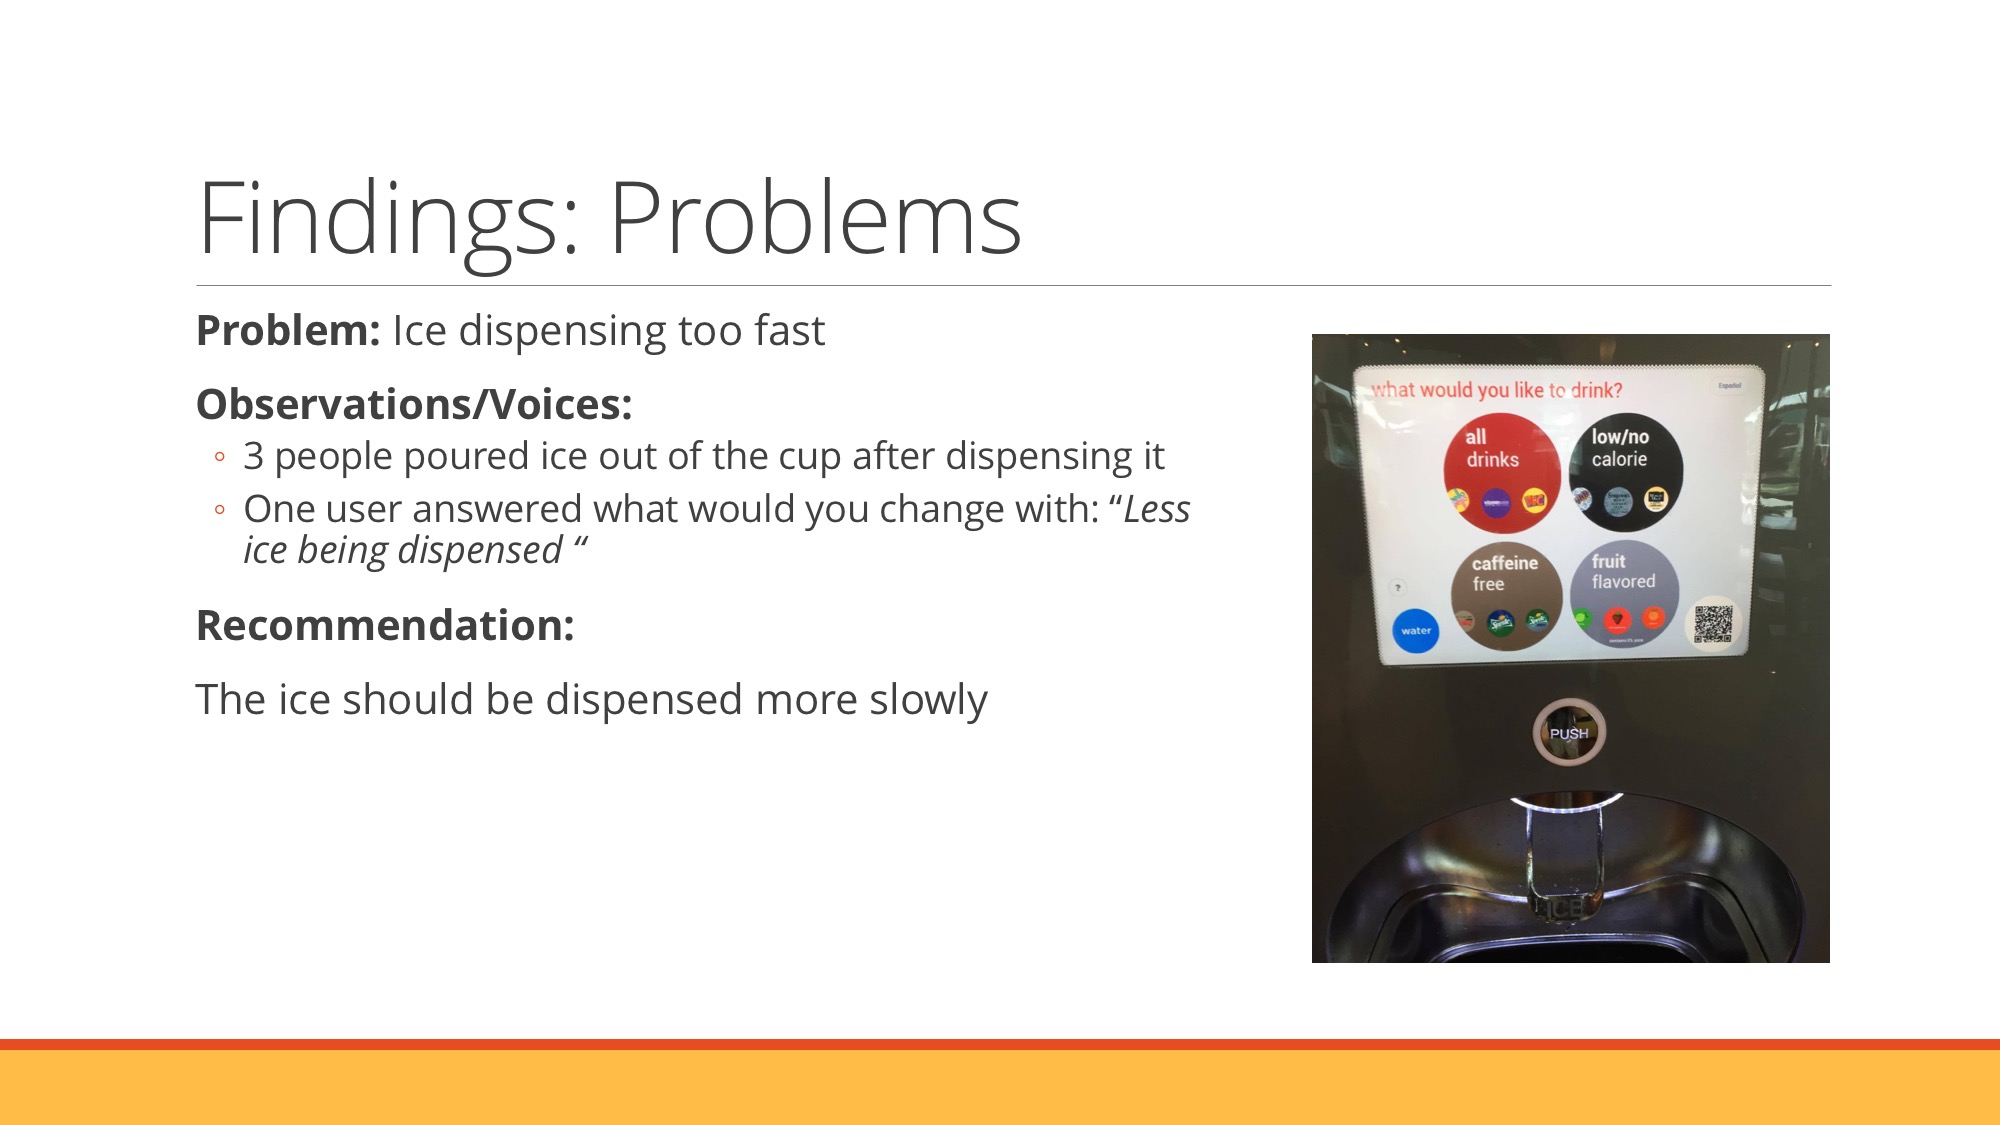 Findings: Problems
Problem: Ice dispensing too fast
Observations/Voices:
◦ 3 people poured ice out of the cup after dispensing it
◦ One user answered what would you change with: “Less
ice being dispensed “
Recommendation:
The ice should be dispensed more slowly
what would you like to drink?
Español
all
drinks
low/no
calorie
caffeine
free
fruit
flavored
?
water
Sprite
Sprite
PUSH
ICE